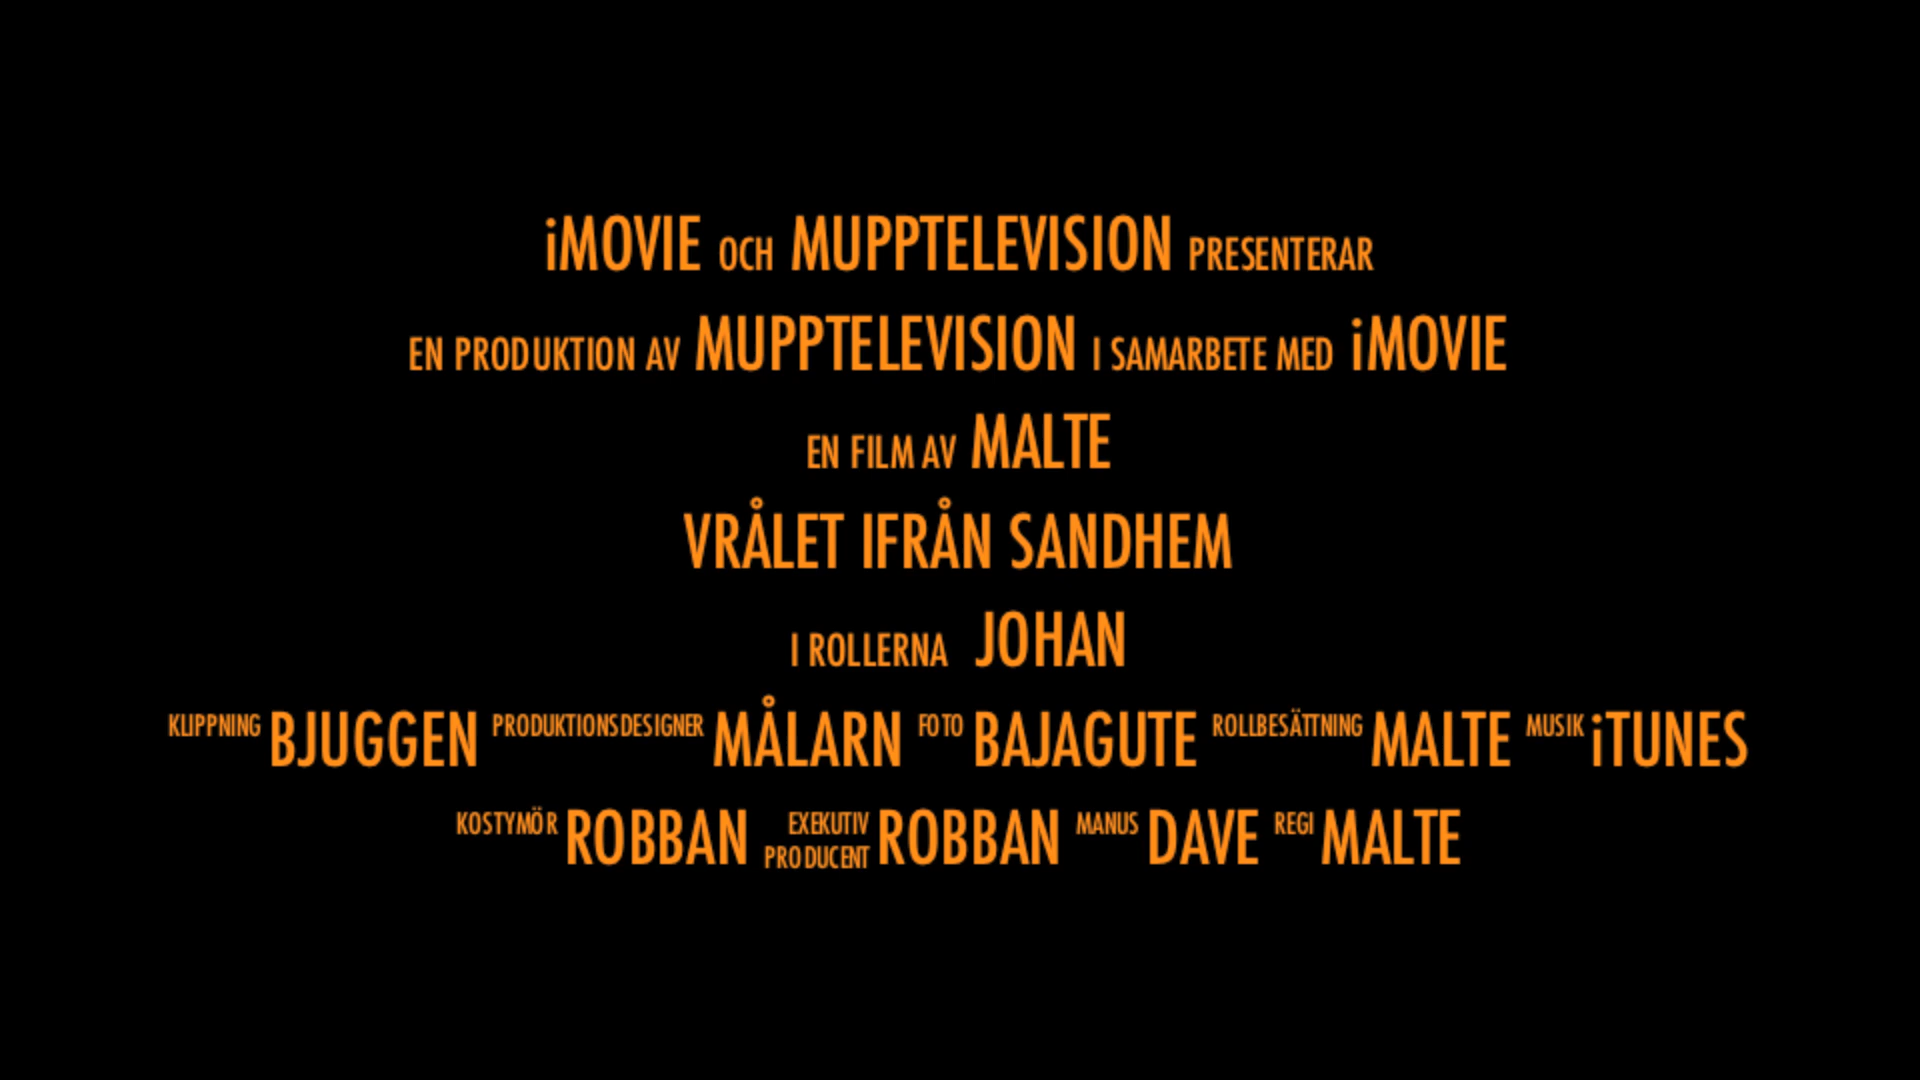 iMOVIE OCH MUPPTELEVISION PRESENTERAR
EN PRODUKTION AV MUPPTELEVISION I SAMARBETE MED iMOVIE
EN FILM AV MALTE
VRÅLET IFRÅN SANDHEM
I ROLLERNA JOHAN
KLIPPNING BJUGGEN PRODUKTIONSDESIGNER MÅLARN FOTO BAJAGUTE ROLLBESÄTTNING MALTE MUSIK iTUNES
KOSTYMÖR ROBBAN EXEKUTIV PRODUCENT ROBBAN MANUS DAVE REGI MALTE